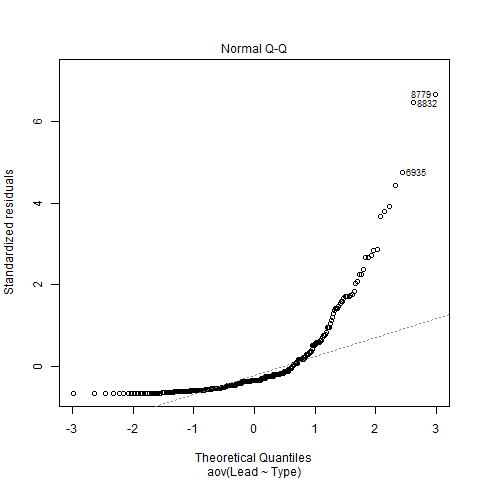 Normal Q-Q
8779
8832
6935
6
4
2
0
Standardized residuals
-3 -2 -1 0 1 2 3
Theoretical Quantiles
aov(Lead ~ Type)